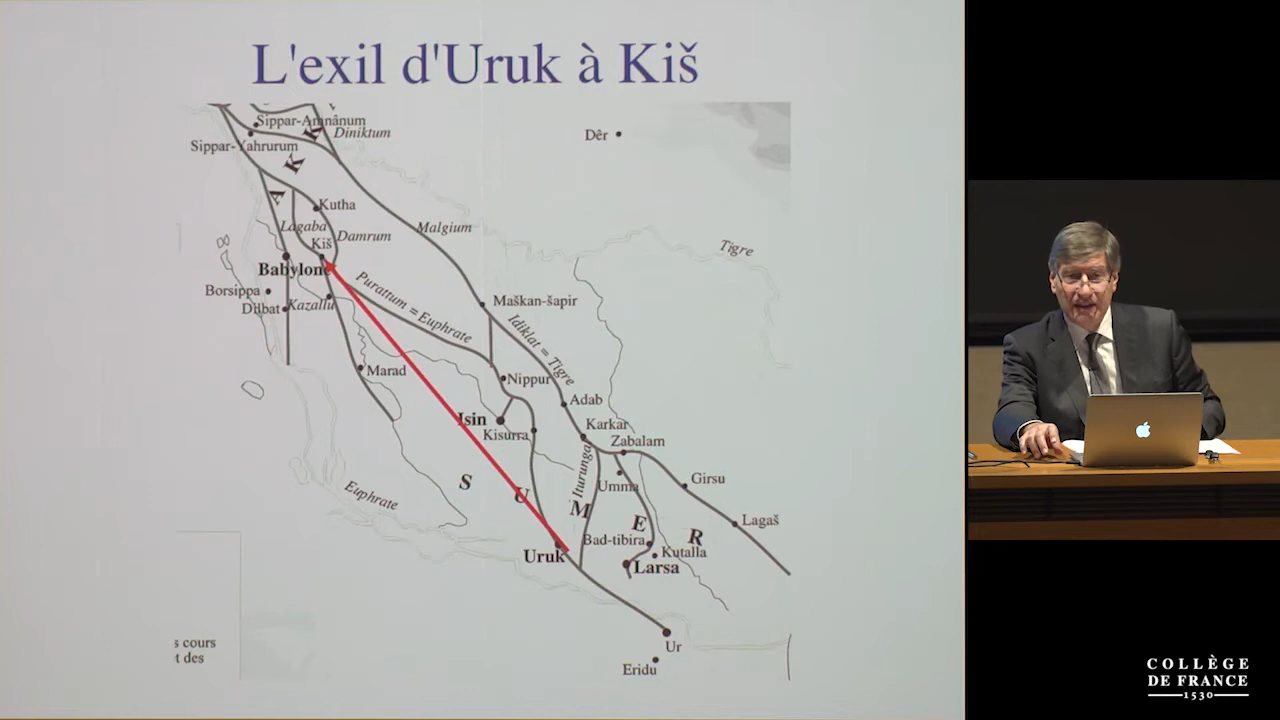 L'exil d'Uruk à Kiš
Sippar-Amnânum
Diniktum
Dêr
Sippar-Yahrurum
A K K
Kutha
Lagaba
Damrum
Malgium
Kiš
Tigre
Babylone
Borsippa
Dilbat
Kazallu
Purattum = Euphrate
Maškan-šapir
Idiklat = Tigre
Marad
Nippur
Adab
Isin
Kisurra
Karkar
Zabalam
Iturungal
Umma
Girsu
Euphrate
S U M E R
Lagaš
Uruk
Bad-tibira
Kutalla
Larsa
s cours
t des
Ur
Eridu
COLLÈGE
DE FRANCE
1530